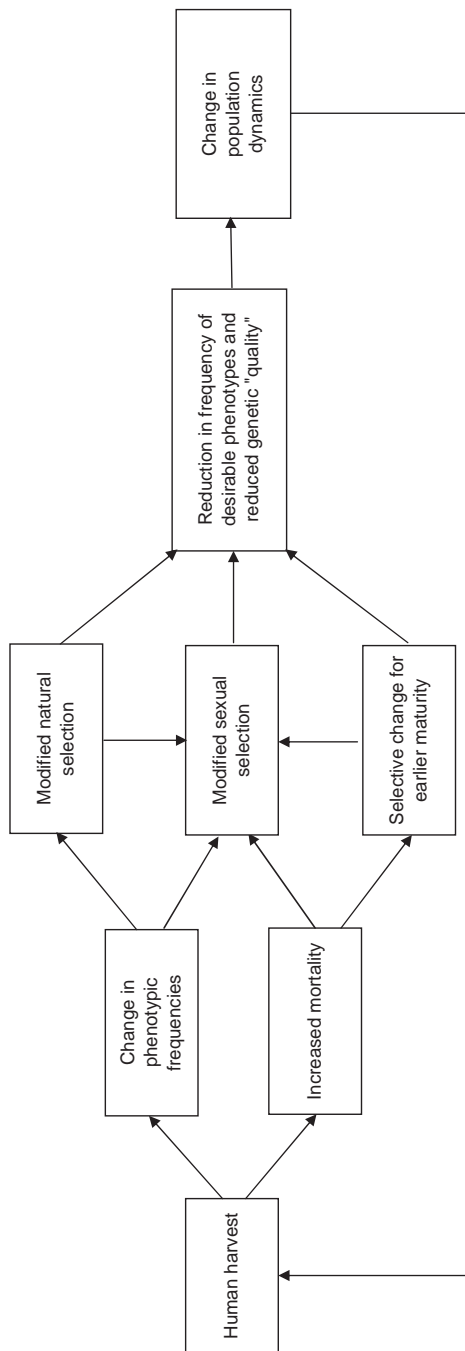 Human harvest
Change in
phenotypic
frequencies
Increased mortality
Modified natural
selection
Modified sexual
selection
Selective change for
earlier maturity
Reduction in frequency of
desirable phenotypes and
reduced genetic "quality"
Change in
population
dynamics